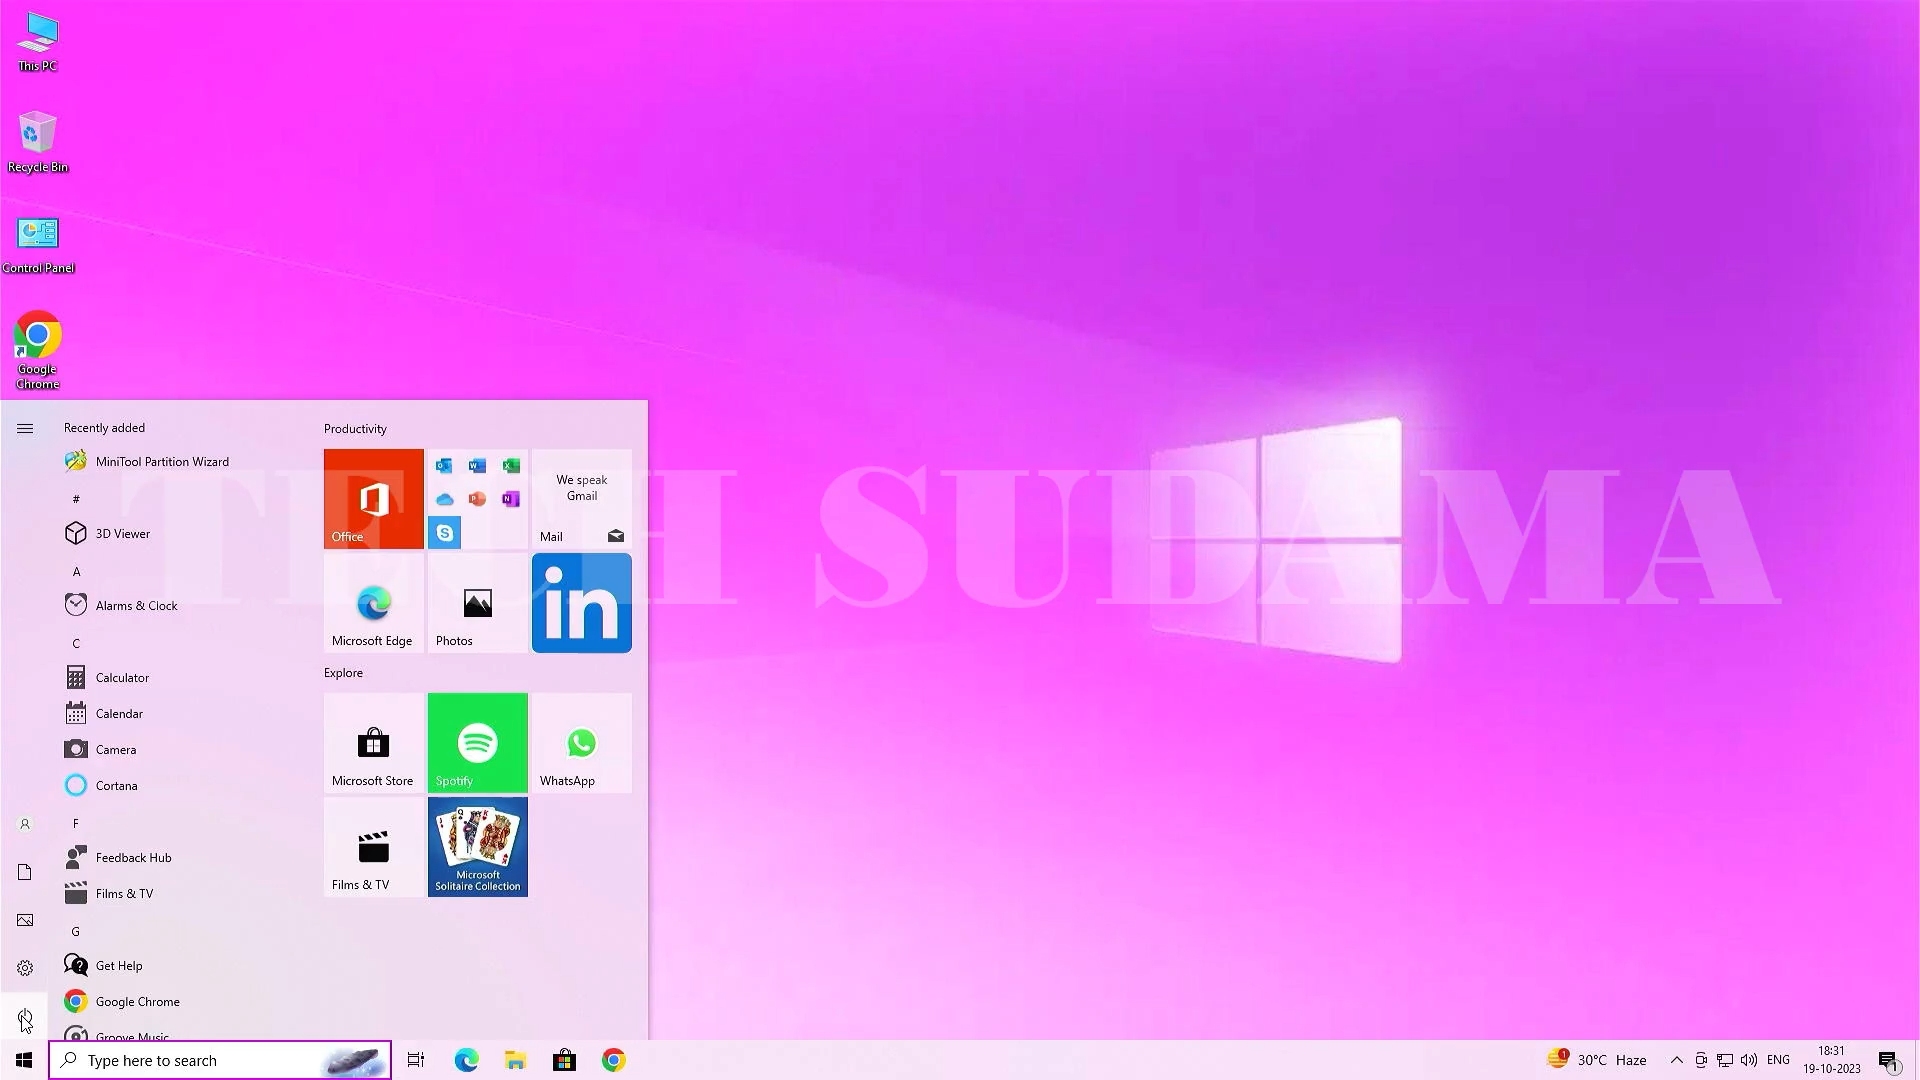 This PC
Recycle Bin
Control Panel
Google
Chrome
Recently added
MiniTool Partition Wizard
#
3D Viewer
A
Alarms & Clock
C
Calculator
Calendar
Camera
Cortana
F
Feedback Hub
Films & TV
G
Get Help
Google Chrome
Groove Music
Productivity
Office
We speak
Gmail
Mail
Microsoft Edge
Photos
in
Explore
Microsoft Store
Spotify
WhatsApp
Films & TV
Microsoft
Solitaire Collection
TECH SUDAMA
Type here to search
1
30°C Haze
ENG
18:31
19-10-2023
1